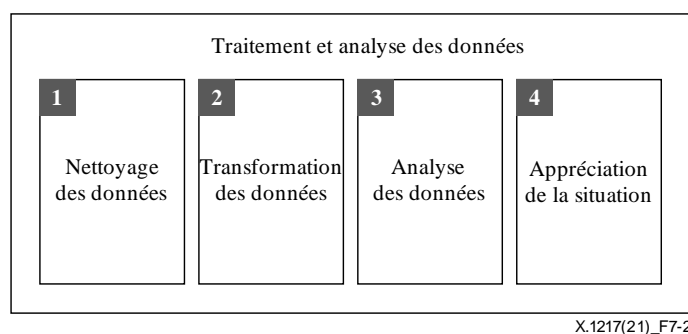 Traitement et analyse des données
1
Nettoyage
des données
2
Transformation
des données
3
Analyse
des données
4
Appréciation
de la situation
X.1217(21)_F7-2